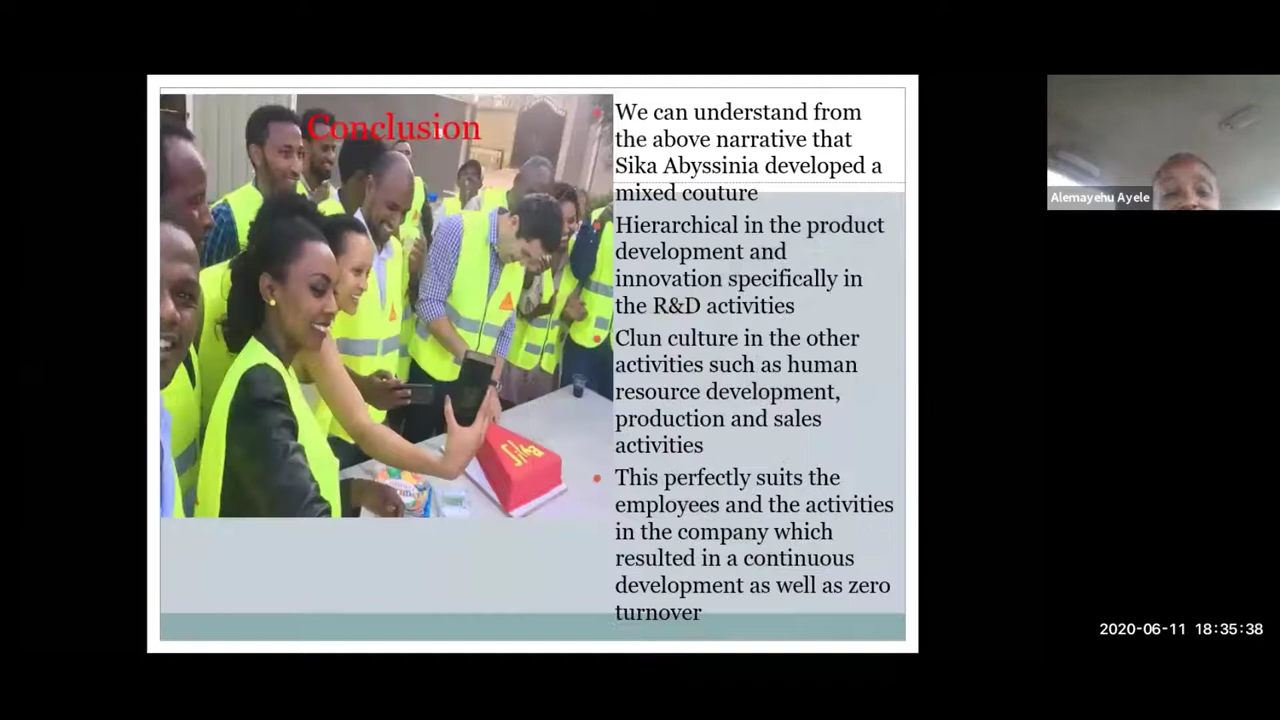 Conclusion
We can understand from
the above narrative that
Sika Abyssinia developed a
mixed couture
Hierarchical in the product
development and
innovation specifically in
the R&D activities
Clun culture in the other
activities such as human
resource development,
production and sales
activities
This perfectly suits the
employees and the activities
in the company which
resulted in a continuous
development as well as zero
turnover
Sika
Alemayehu Ayele
2020-06-11 18:35:38